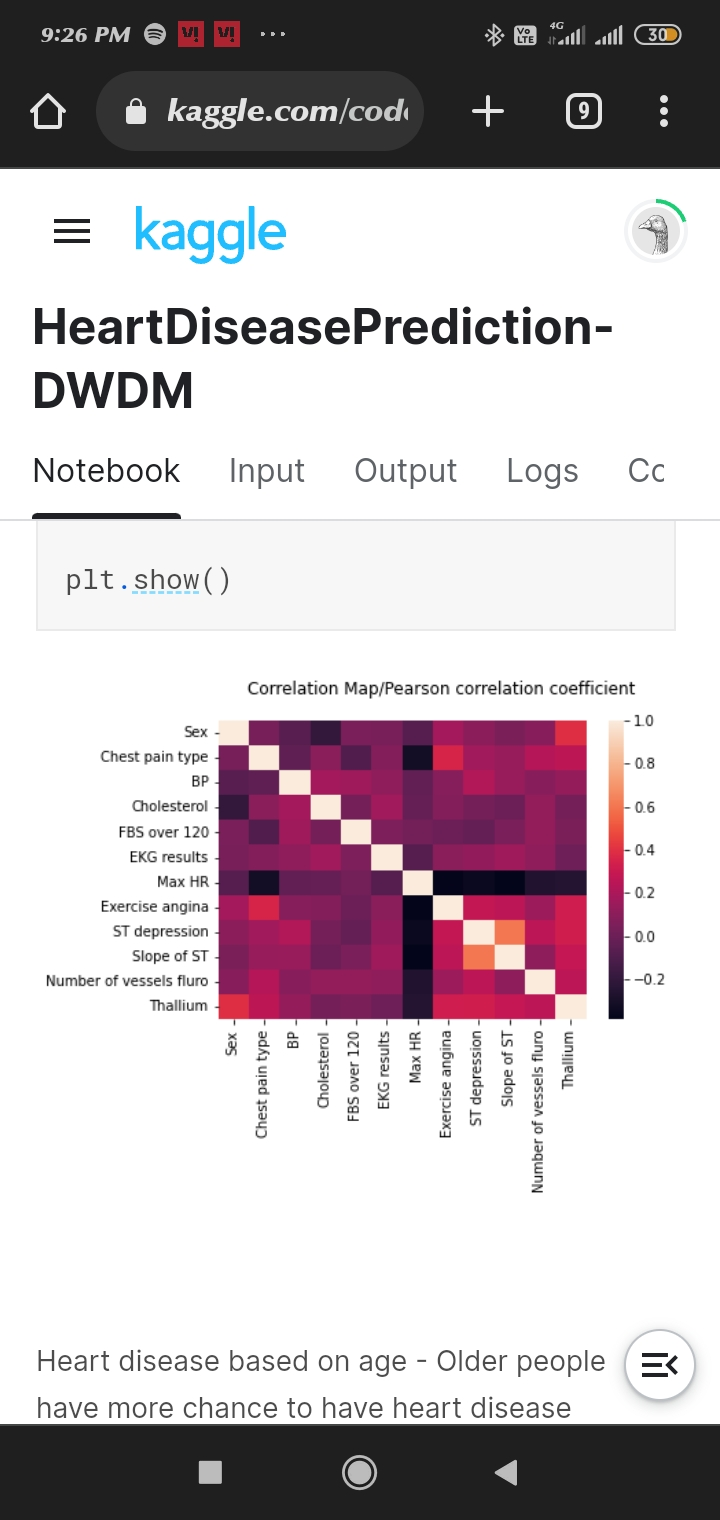 9:26 PM V! V! ... Vo LTE 4G 30
kaggle.com/cod 9
kaggle
HeartDiseasePrediction-
DWDM
Notebook Input Output Logs Cc
plt.show()
Correlation Map/Pearson correlation coefficient
Sex
Chest pain type
BP
Cholesterol
FBS over 120
EKG results
Max HR
Exercise angina
ST depression
Slope of ST
Number of vessels fluro
Thallium
1.0
0.8
0.6
0.4
0.2
0.0
−0.2
Sex
Chest pain type
BP
Cholesterol
FBS over 120
EKG results
Max HR
Exercise angina
ST depression
Slope of ST
Number of vessels fluro
Thallium
Heart disease based on age - Older people
have more chance to have heart disease